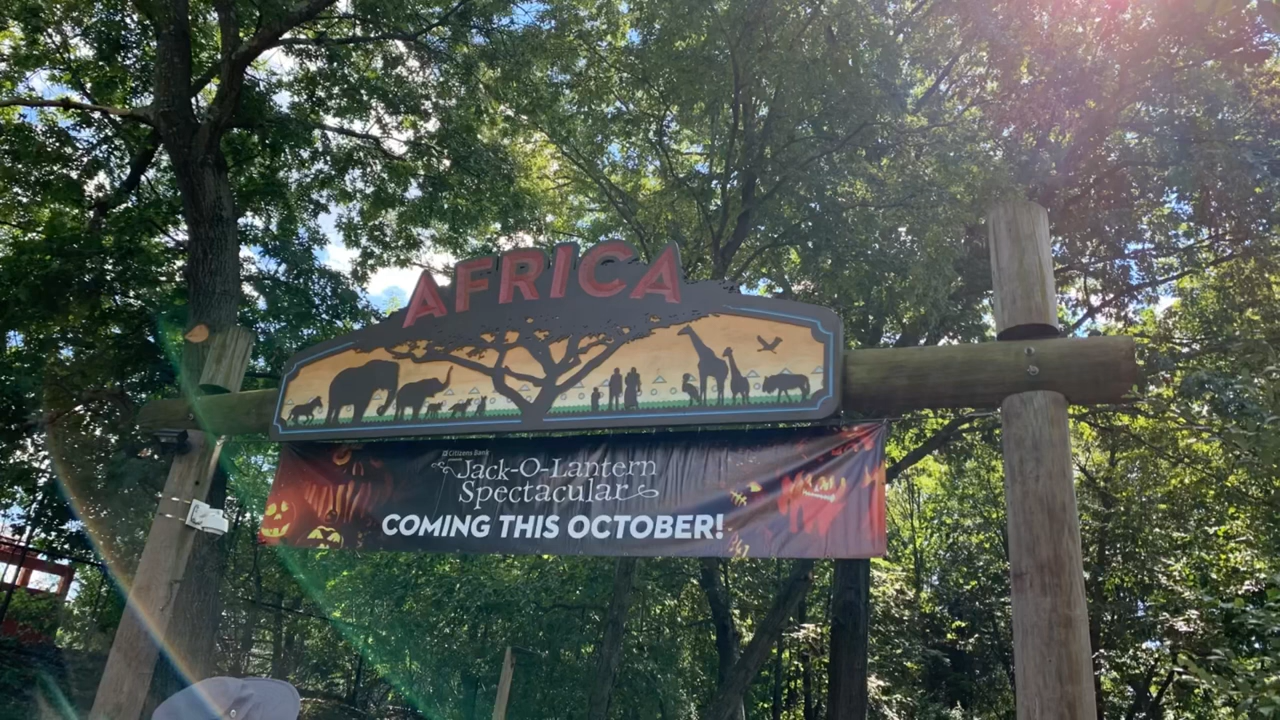 AFRICA
Citizens Bank
Jack-O-Lantern
Spectacular
COMING THIS OCTOBER!